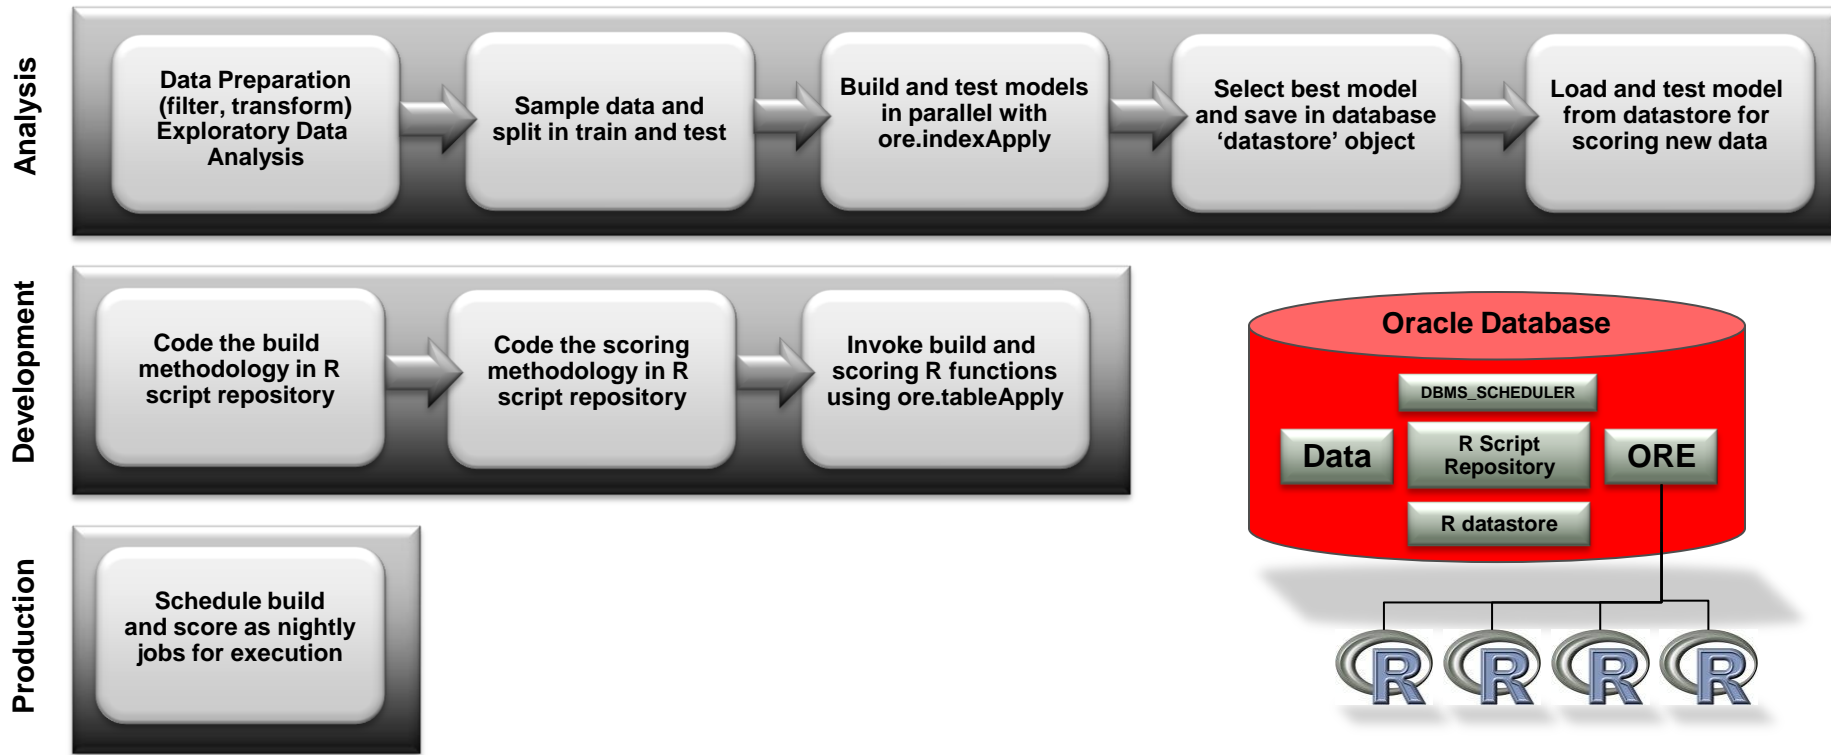 Analysis
Data Preparation
(filter, transform)
Exploratory Data
Analysis
Sample data and
split in train and test
Build and test models
in parallel with
ore.indexApply
Select best model
and save in database
‘datastore’ object
Load and test model
from datastore for
scoring new data
Development
Code the build
methodology in R
script repository
Code the scoring
methodology in R
script repository
Invoke build and
scoring R functions
using ore.tableApply
Production
Schedule build
and score as nightly
jobs for execution
Oracle Database
DBMS_SCHEDULER
Data
R Script
Repository
ORE
R datastore
R
R
R
R